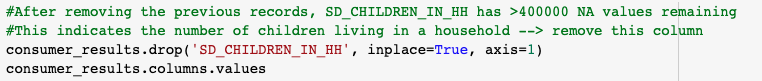 #After removing the previous records, SD_CHILDREN_IN_HH has >400000 NA values remaining
#This indicates the number of children living in a household --> remove this column
consumer_results.drop('SD_CHILDREN_IN_HH', inplace=True, axis=1)
consumer_results.columns.values